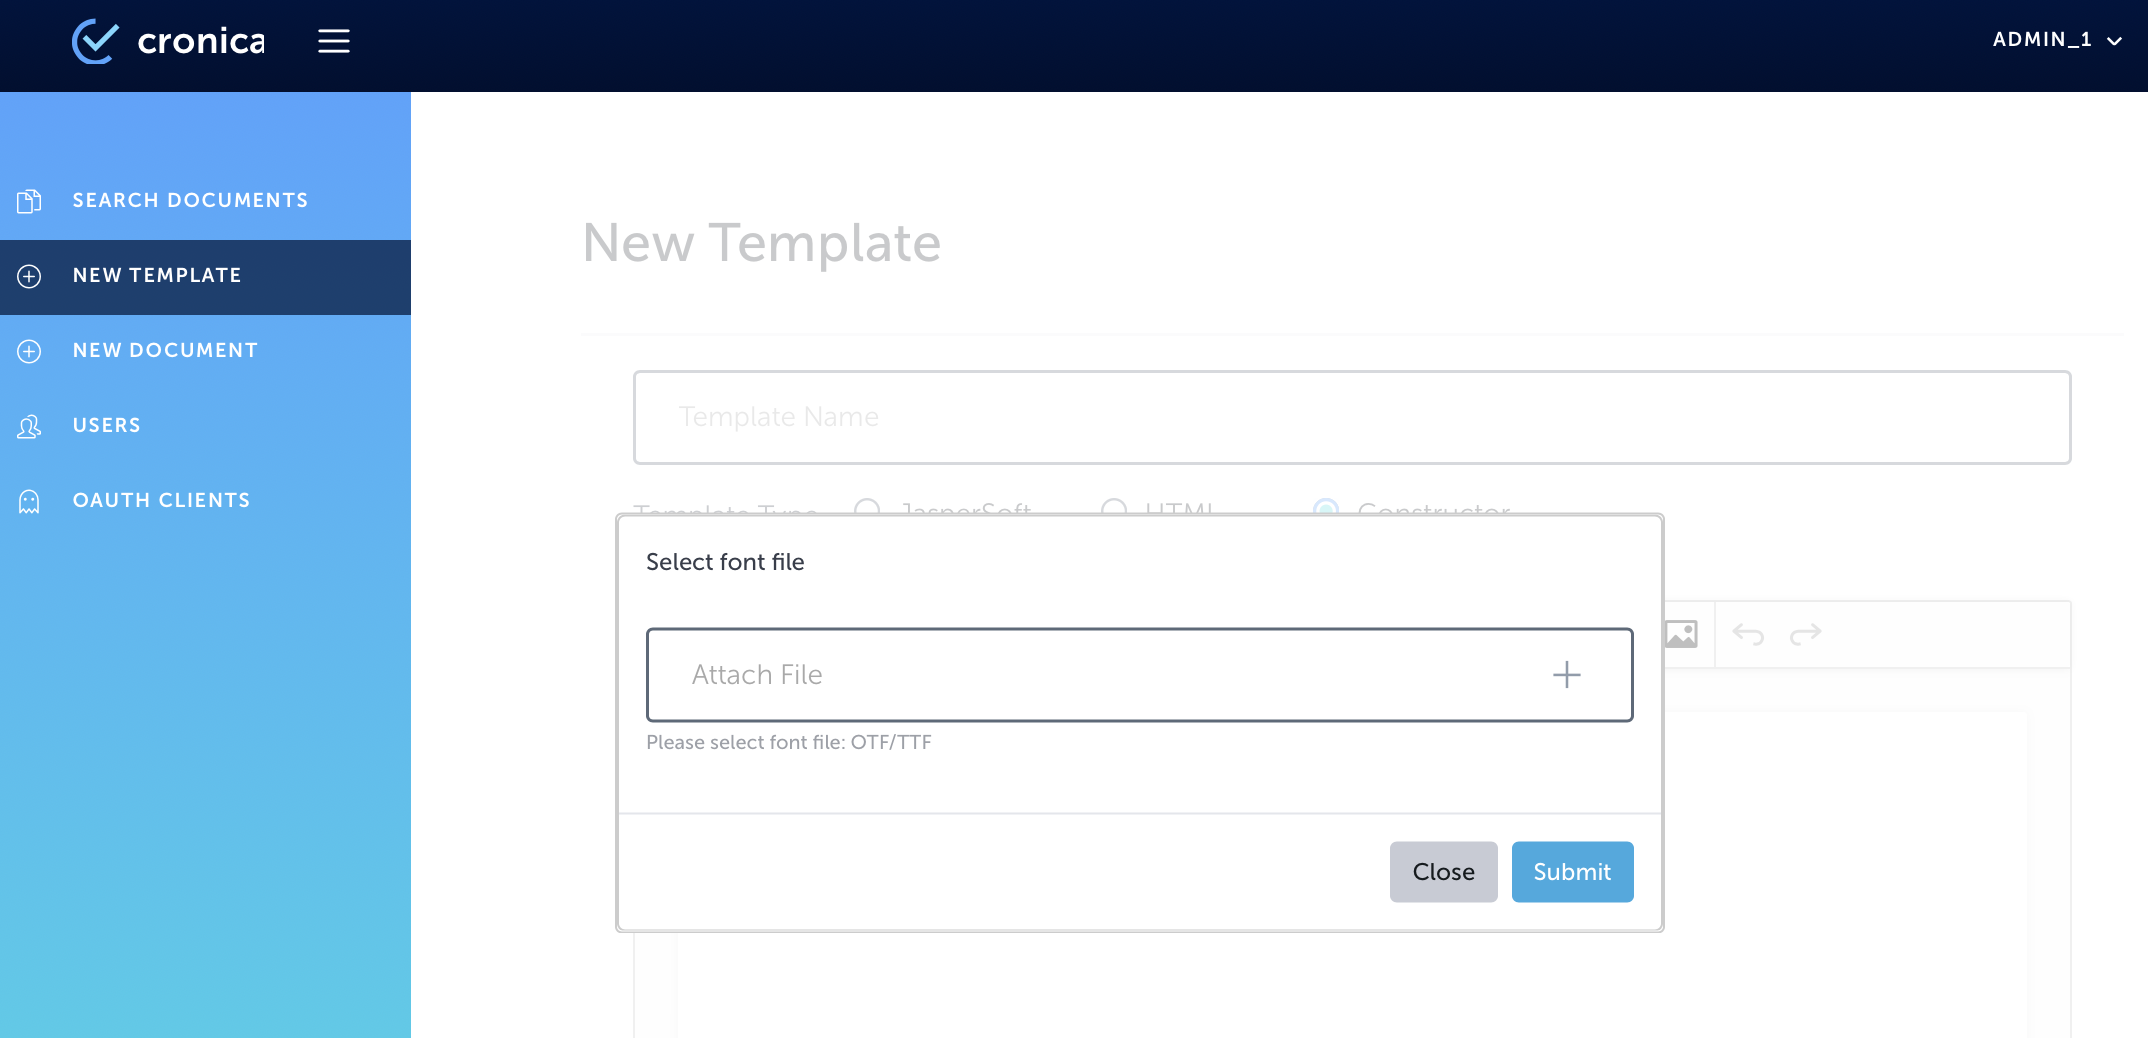 cronica
ADMIN_1
SEARCH DOCUMENTS
NEW TEMPLATE
NEW DOCUMENT
USERS
OAUTH CLIENTS
New Template
Template Name
Template Type JasperSoft HTML Constructor
Select font file
Attach File
Please select font file: OTF/TTF
Close Submit